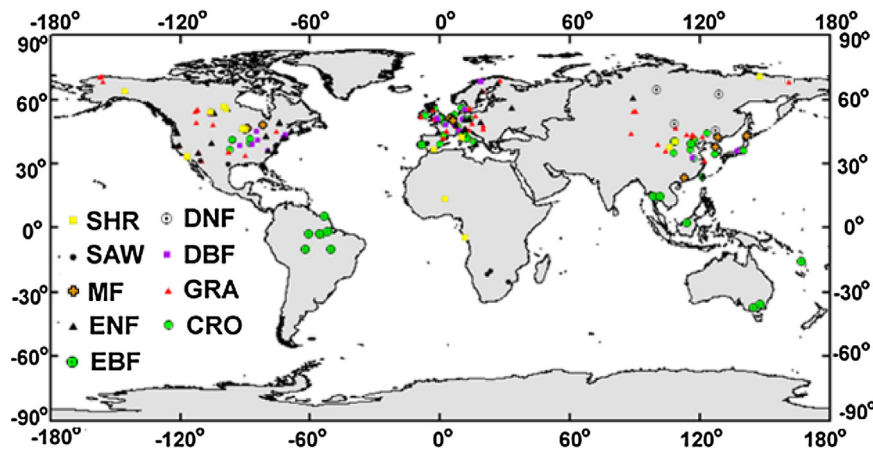 -180° -120° -60° 0° 60° 120° 180°
90° 90°
60° 60°
30° 30°
0° 0°
-30° -30°
-60° -60°
-90° -90°
-180° -120° -60° 0° 60° 120° 180°
SHR DNF
SAW DBF
MF GRA
ENF CRO
EBF